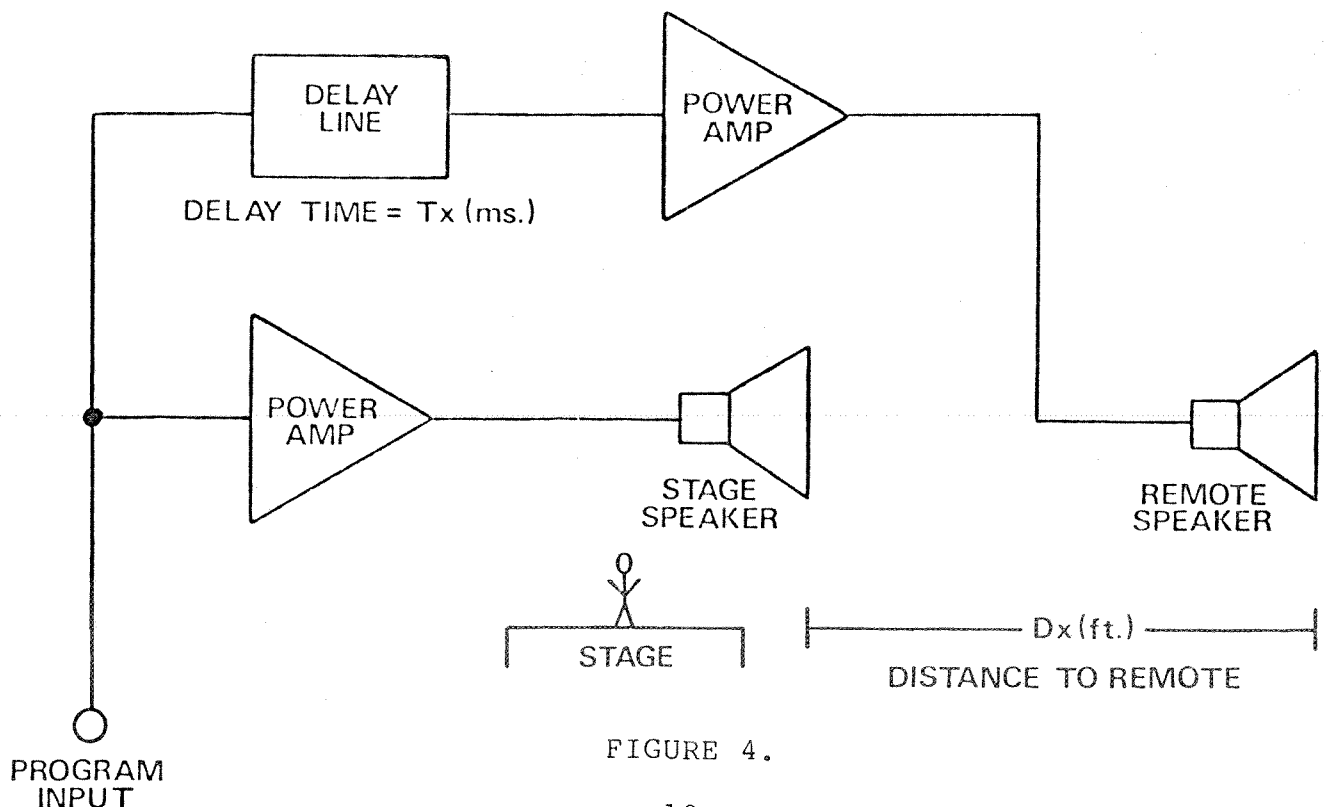 DELAY
LINE
POWER
AMP
DELAY TIME = Tx (ms.)
POWER
AMP
STAGE
SPEAKER
REMOTE
SPEAKER
Dx (ft.)
STAGE
DISTANCE TO REMOTE
FIGURE 4.
PROGRAM
INPUT